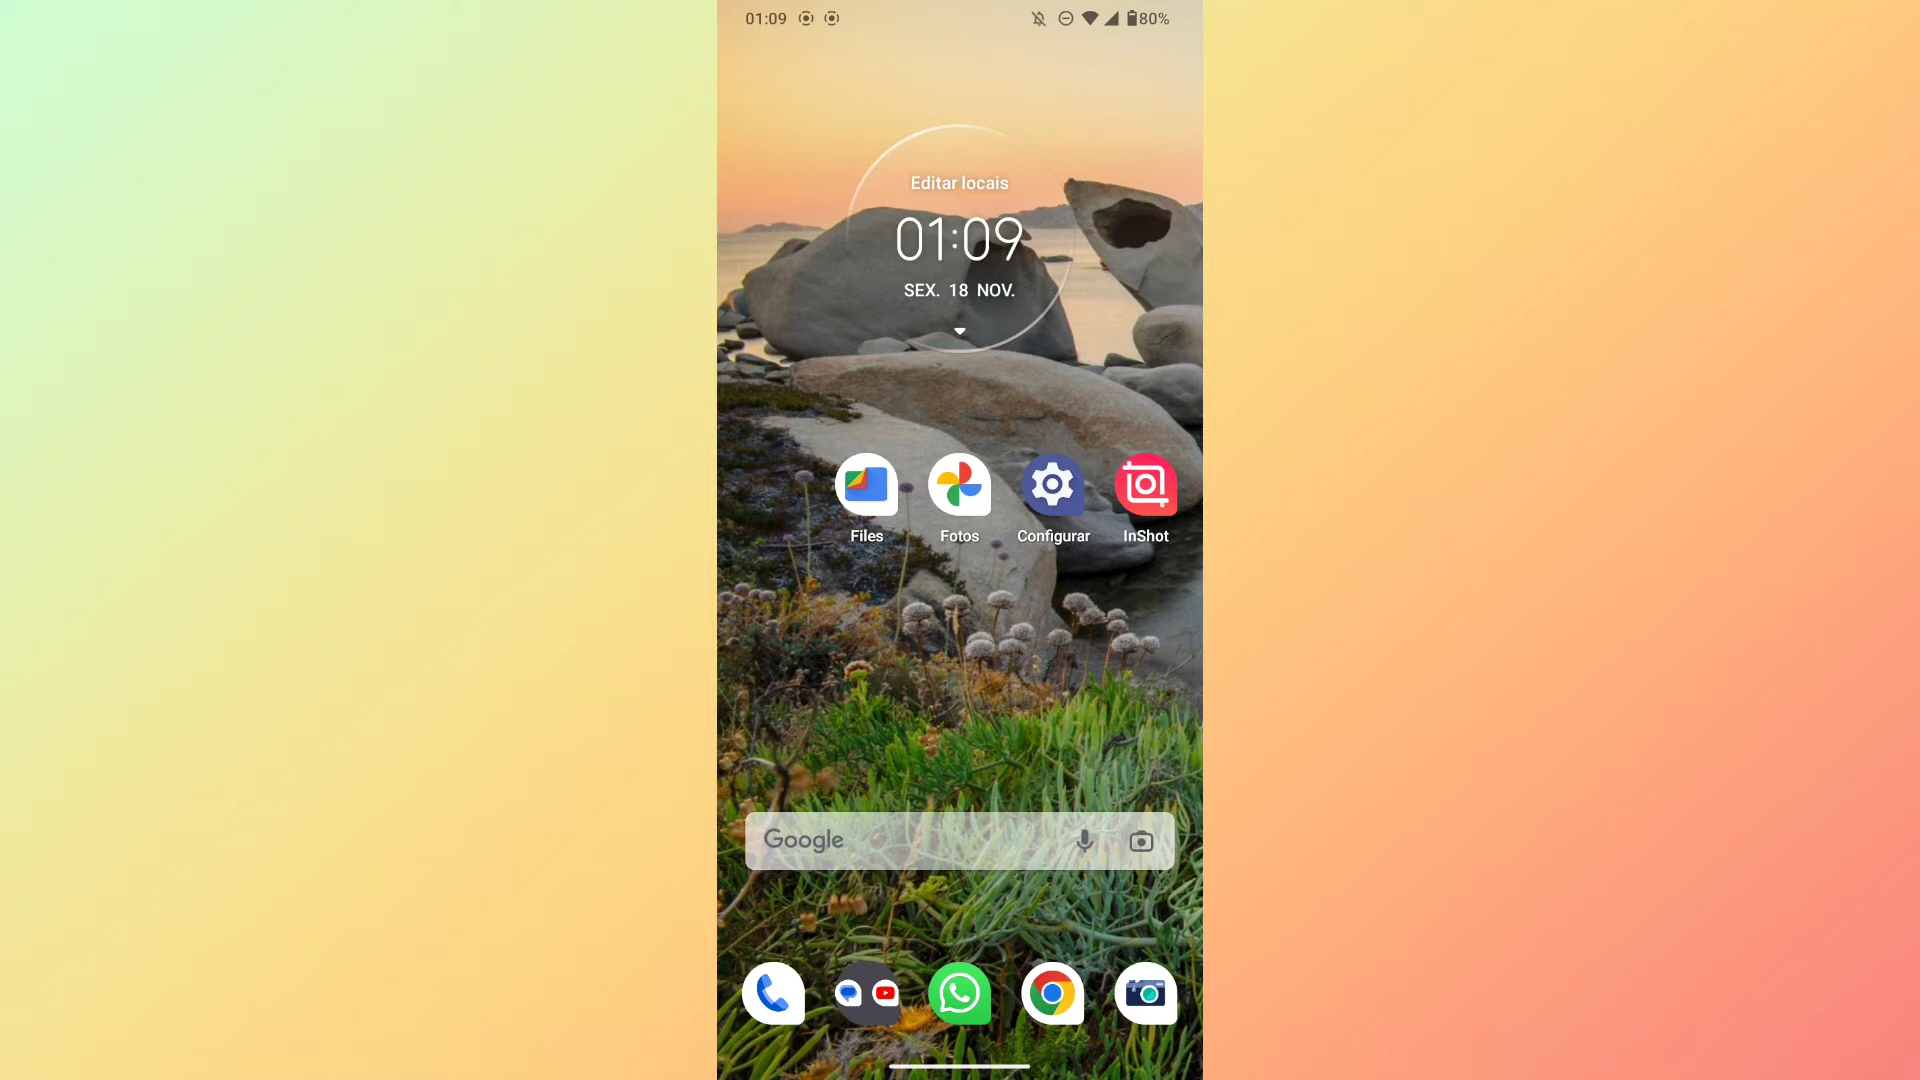 01:09
80%
Editar locais
01:09
SEX. 18 NOV.
Files
Fotos
Configurar
InShot
Google